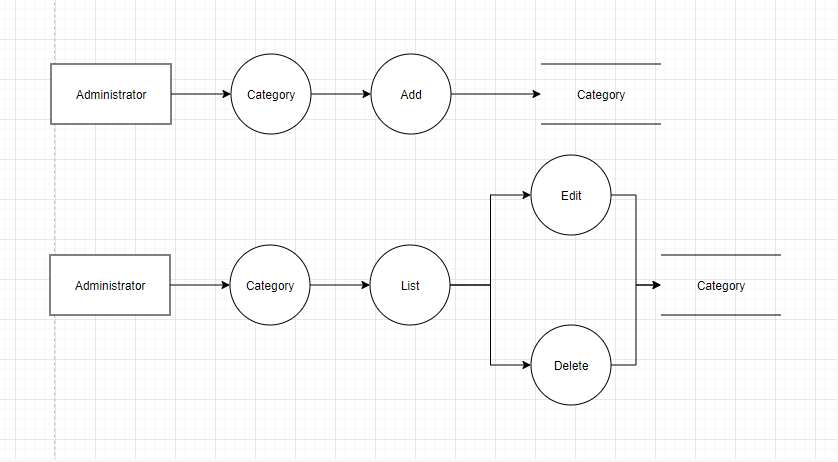 Administrator
Category
Add
Category
Edit
Administrator
Category
List
Category
Delete